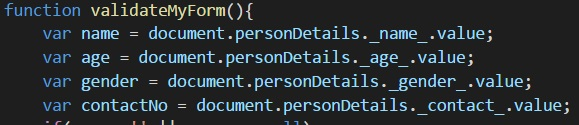 function validateMyForm(){
var name = document.personDetails._name_.value;
var age = document.personDetails._age_.value;
var gender = document.personDetails._gender_.value;
var contactNo = document.personDetails._contact_.value;